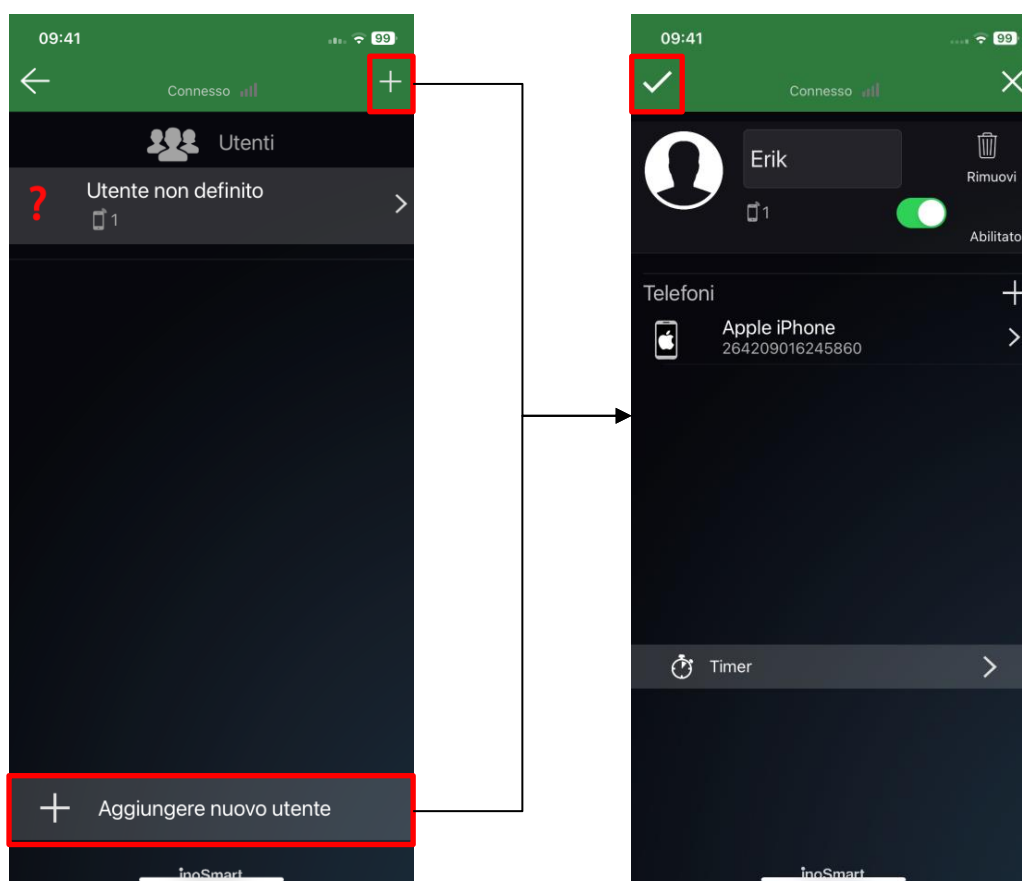 09:41
99
Connesso
Utenti
Utente non definito
1
Aggiungere nuovo utente
inoSmart
09:41
99
Connesso
Erik
Rimuovi
1
Abilitato
Telefoni
Apple iPhone
264209016245860
Timer
inoSmart